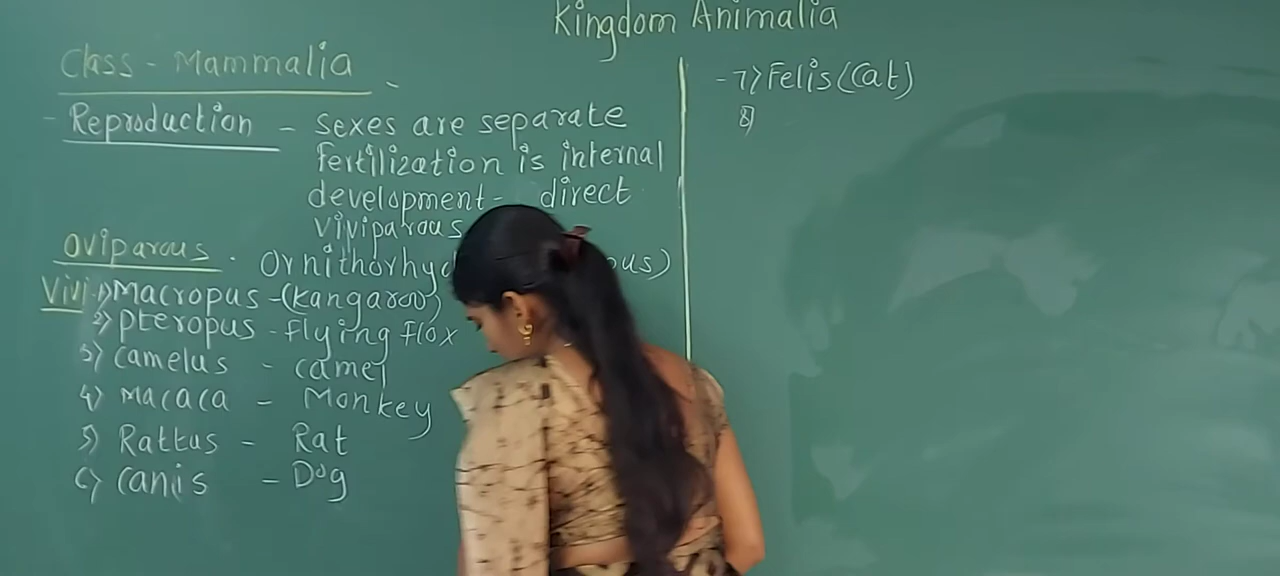 Kingdom Animalia
Class - Mammalia -
- Reproduction - sexes are separate
fertilization is internal
development - direct
viviparous
oviparous . Ornithorhy
Vivi 1) Macropus - (kangaroo)
2) pteropus - flying flox
3) camelus - camel
4) Macaca - Monkey
5) Rattus - Rat
6) canis - Dog
- 7) Felis (Cat)
8)